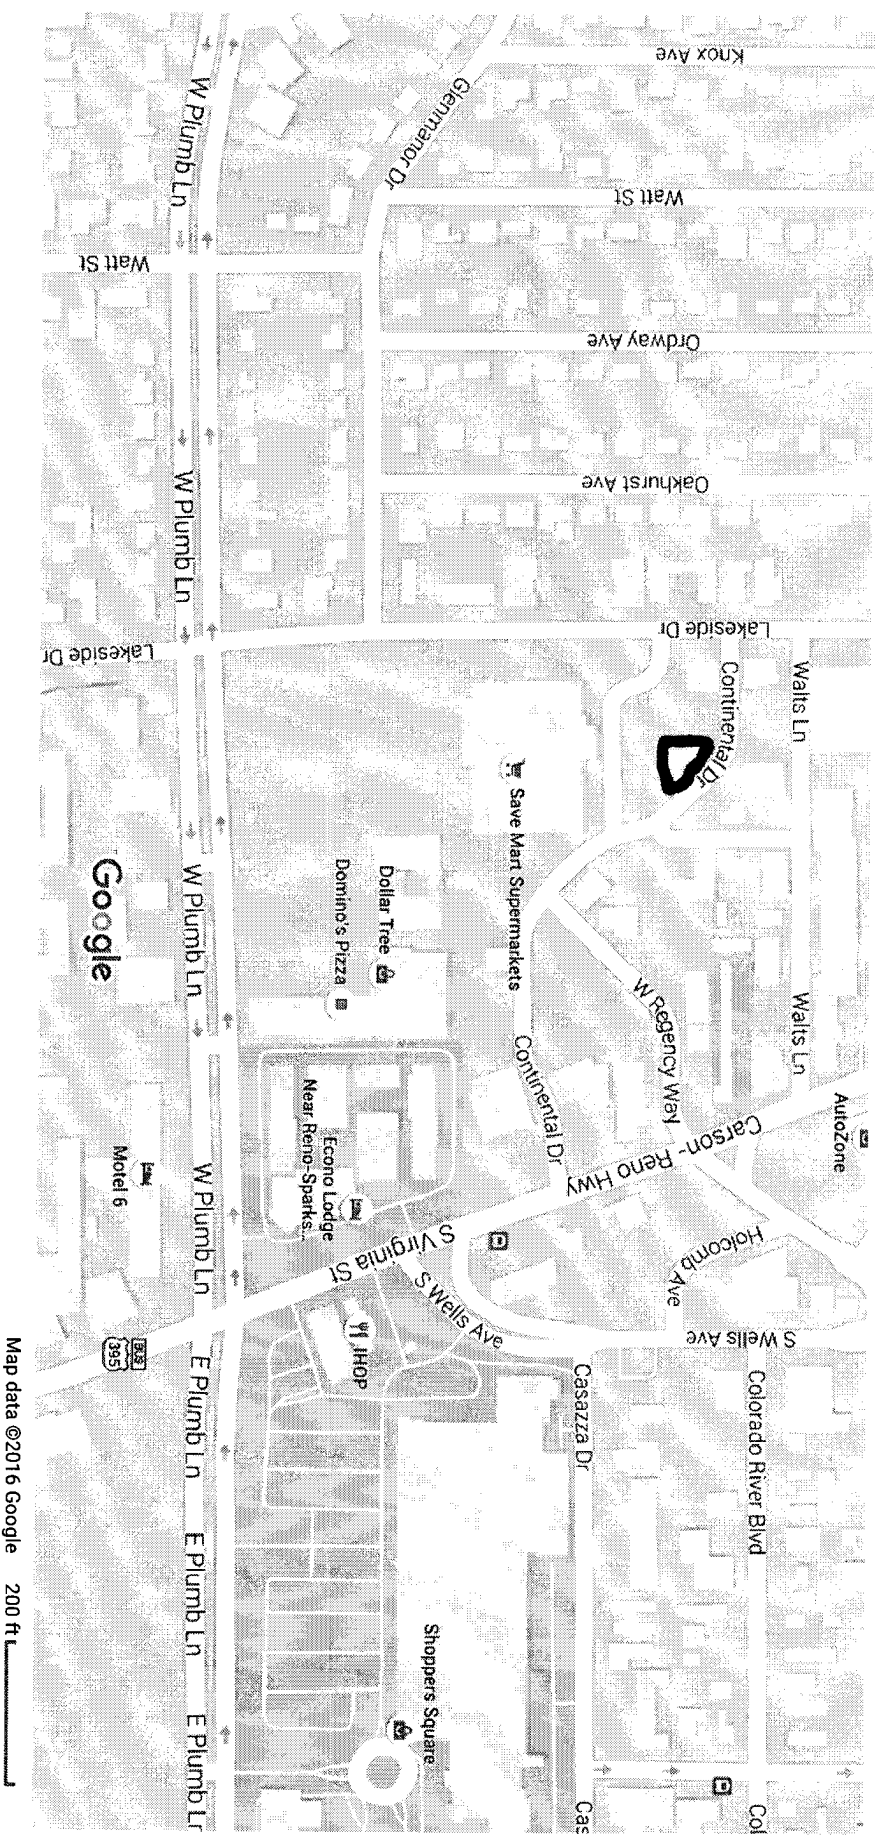 Knox Ave
Glenmanor Dr
W Plumb Ln
Watt St
Watt St
Ordway Ave
Oakhurst Ave
W Plumb Ln
Lakeside Dr
Lakeside Dr
Walts Ln
Continental Dr
Save Mart Supermarkets
Dollar Tree
Domino's Pizza
W Plumb Ln
Google
W Regency Way
Walts Ln
Continental Dr
AutoZone
Carson-Reno Hwy
Econo Lodge
Near Reno-Sparks...
Motel 6
W Plumb Ln
S Virginia St
Holcomb Ave
S Wells Ave
S Wells Ave
IHOP
BUS
395
E Plumb Ln
Casazza Dr
Colorado River Blvd
E Plumb Ln
Shoppers Square
E Plumb Ln
Cas
Col
Map data ©2016 Google 200 ft